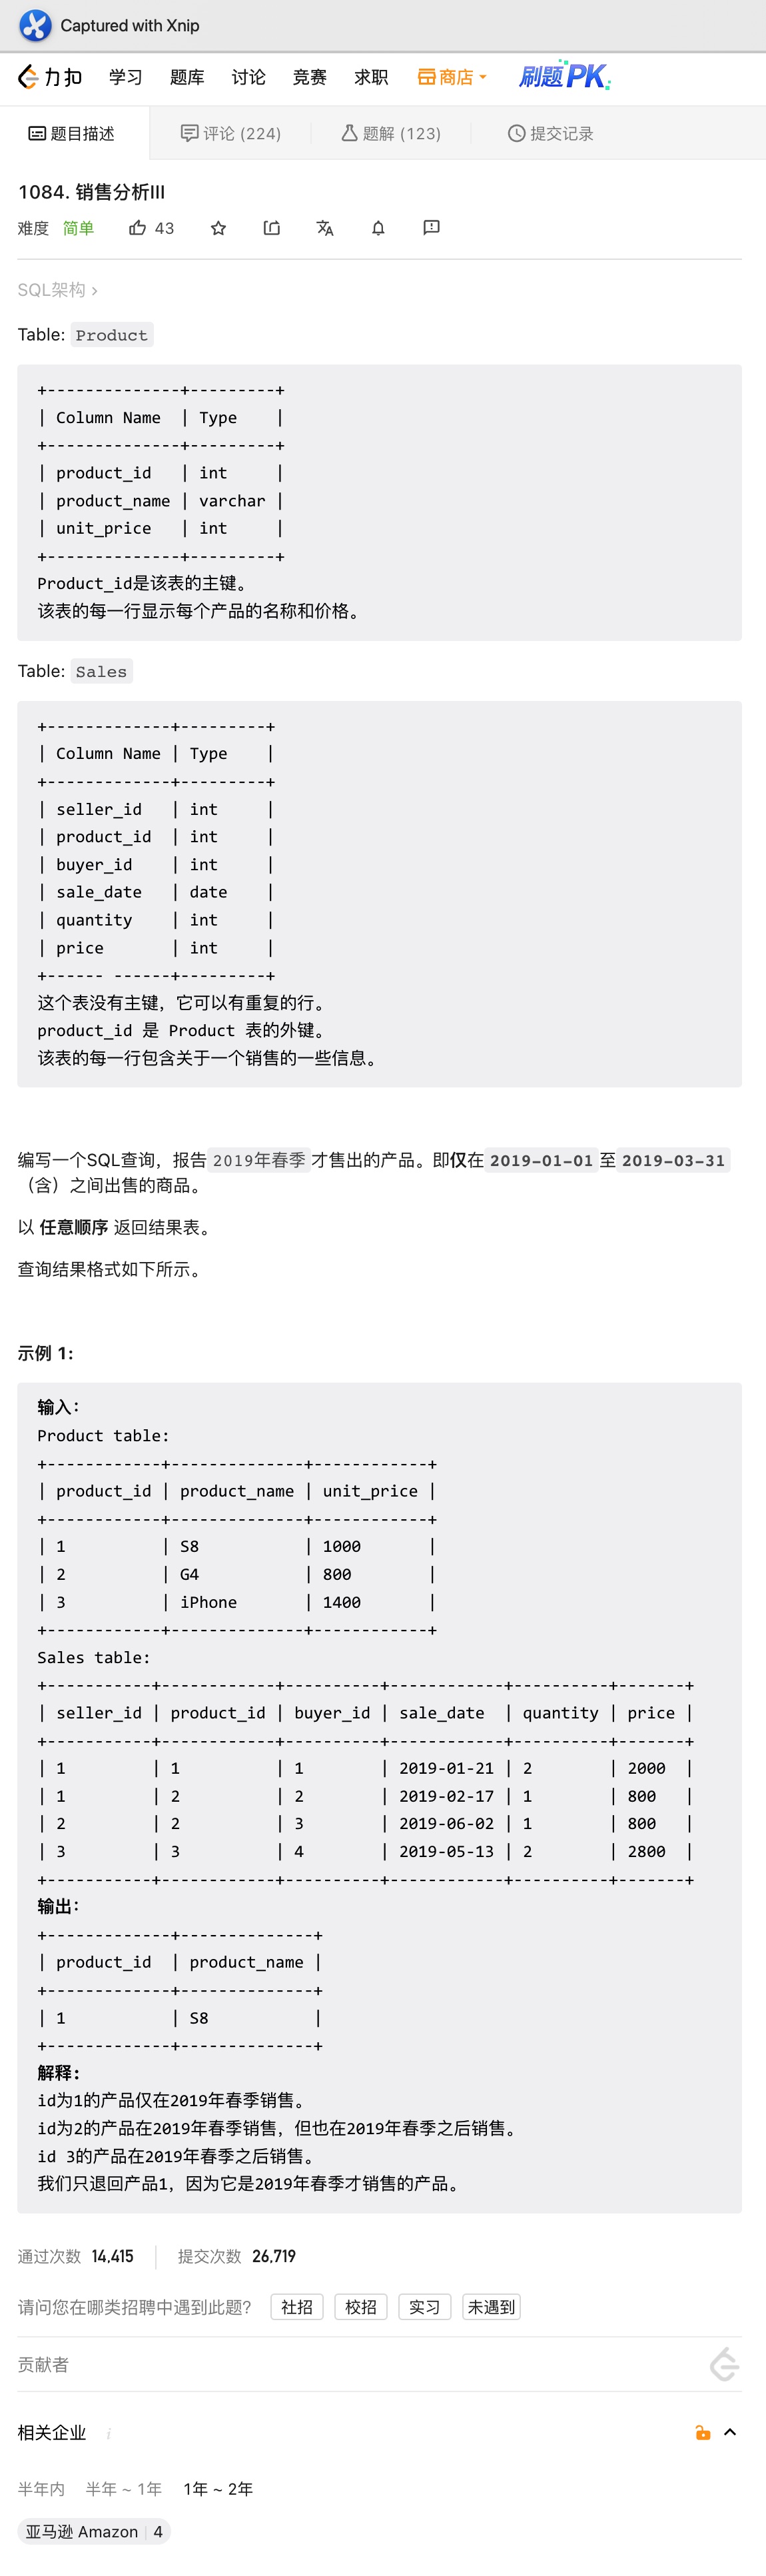 Captured with Xnip
力扣 学习 题库 讨论 竞赛 求职 商店 刷题PK
题目描述 评论 (224) 题解 (123) 提交记录
1084. 销售分析III
难度 简单 43
SQL架构 >
Table: Product
+--------------+---------+
| Column Name  | Type    |
+--------------+---------+
| product_id   | int     |
| product_name | varchar |
| unit_price   | int     |
+--------------+---------+
Product_id是该表的主键。
该表的每一行显示每个产品的名称和价格。
Table: Sales
+-------------+---------+
| Column Name | Type    |
+-------------+---------+
| seller_id   | int     |
| product_id  | int     |
| buyer_id    | int     |
| sale_date   | date    |
| quantity    | int     |
| price       | int     |
+------ ------+---------+
这个表没有主键，它可以有重复的行。
product_id 是 Product 表的外键。
该表的每一行包含关于一个销售的一些信息。
编写一个SQL查询，报告2019年春季才售出的产品。即仅在2019-01-01至2019-03-31
（含）之间出售的商品。
以 任意顺序 返回结果表。
查询结果格式如下所示。
示例 1:
输入：
Product table:
+------------+--------------+------------+
| product_id | product_name | unit_price |
+------------+--------------+------------+
| 1          | S8           | 1000       |
| 2          | G4           | 800        |
| 3          | iPhone       | 1400       |
+------------+--------------+------------+
Sales table:
+-----------+------------+----------+------------+----------+-------+
| seller_id | product_id | buyer_id | sale_date  | quantity | price |
+-----------+------------+----------+------------+----------+-------+
| 1         | 1          | 1        | 2019-01-21 | 2        | 2000  |
| 1         | 2          | 2        | 2019-02-17 | 1        | 800   |
| 2         | 2          | 3        | 2019-06-02 | 1        | 800   |
| 3         | 3          | 4        | 2019-05-13 | 2        | 2800  |
+-----------+------------+----------+------------+----------+-------+
输出：
+-------------+--------------+
| product_id  | product_name |
+-------------+--------------+
| 1           | S8           |
+-------------+--------------+
解释:
id为1的产品仅在2019年春季销售。
id为2的产品在2019年春季销售，但也在2019年春季之后销售。
id 3的产品在2019年春季之后销售。
我们只退回产品1，因为它是2019年春季才销售的产品。
通过次数 14,415 提交次数 26,719
请问您在哪类招聘中遇到此题？ 社招 校招 实习 未遇到
贡献者
相关企业 i
半年内 半年 ~ 1年 1年 ~ 2年
亚马逊 Amazon | 4